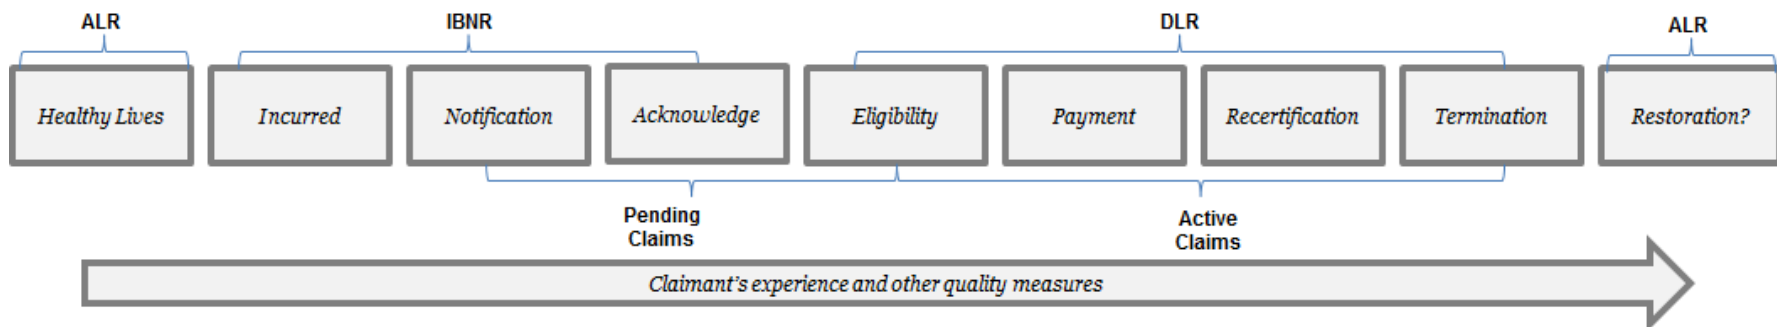 ALR
IBNR
DLR
ALR
Healthy Lives
Incurred
Notification
Acknowledge
Eligibility
Payment
Recertification
Termination
Restoration?
Pending
Claims
Active
Claims
Claimant's experience and other quality measures